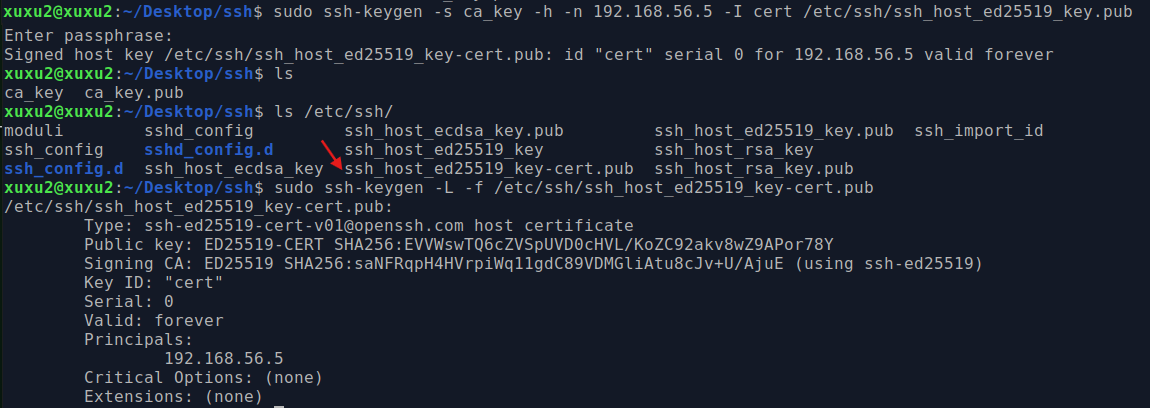 xuxu2@xuxu2:~/Desktop/ssh$ sudo ssh-keygen -s ca_key -h -n 192.168.56.5 -I cert /etc/ssh/ssh_host_ed25519_key.pub
Enter passphrase:
Signed host key /etc/ssh/ssh_host_ed25519_key-cert.pub: id "cert" serial 0 for 192.168.56.5 valid forever
xuxu2@xuxu2:~/Desktop/ssh$ ls
ca_key  ca_key.pub
xuxu2@xuxu2:~/Desktop/ssh$ ls /etc/ssh/
moduli        sshd_config         ssh_host_ecdsa_key.pub         ssh_host_ed25519_key.pub  ssh_import_id
ssh_config    sshd_config.d       ssh_host_ed25519_key           ssh_host_rsa_key
ssh_config.d  ssh_host_ecdsa_key  ssh_host_ed25519_key-cert.pub  ssh_host_rsa_key.pub
xuxu2@xuxu2:~/Desktop/ssh$ sudo ssh-keygen -L -f /etc/ssh/ssh_host_ed25519_key-cert.pub
/etc/ssh/ssh_host_ed25519_key-cert.pub:
        Type: ssh-ed25519-cert-v01@openssh.com host certificate
        Public key: ED25519-CERT SHA256:EVVWswTQ6cZVSpUVD0cHVL/KoZC92akv8wZ9APor78Y
        Signing CA: ED25519 SHA256:saNFRqpH4HVrpiWq11gdC89VDMGliAtu8cJv+U/AjuE (using ssh-ed25519)
        Key ID: "cert"
        Serial: 0
        Valid: forever
        Principals:
                192.168.56.5
        Critical Options: (none)
        Extensions: (none)